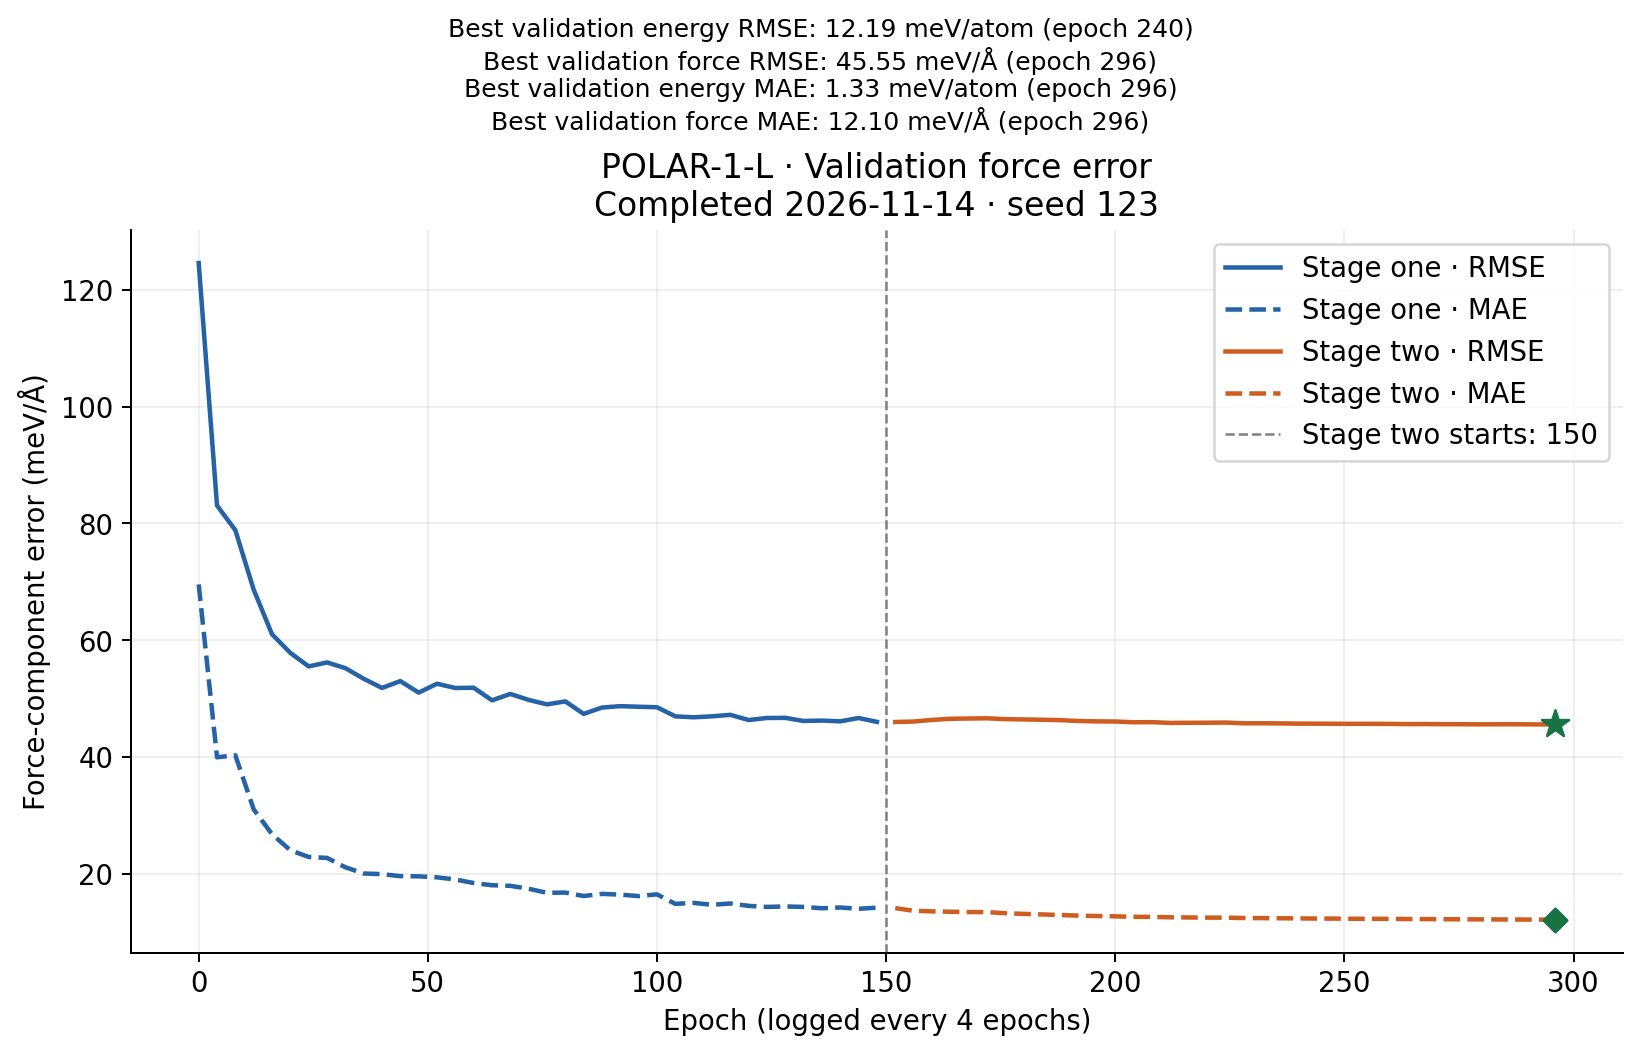 Best validation energy RMSE: 12.19 meV/atom (epoch 240)
Best validation force RMSE: 45.55 meV/Å (epoch 296)
Best validation energy MAE: 1.33 meV/atom (epoch 296)
Best validation force MAE: 12.10 meV/Å (epoch 296)
POLAR-1-L · Validation force error
Completed 2026-11-14 · seed 123
Force-component error (meV/Å)
120
100
80
60
40
20
Stage one · RMSE
Stage one · MAE
Stage two · RMSE
Stage two · MAE
Stage two starts: 150
0
50
100
150
200
250
300
Epoch (logged every 4 epochs)